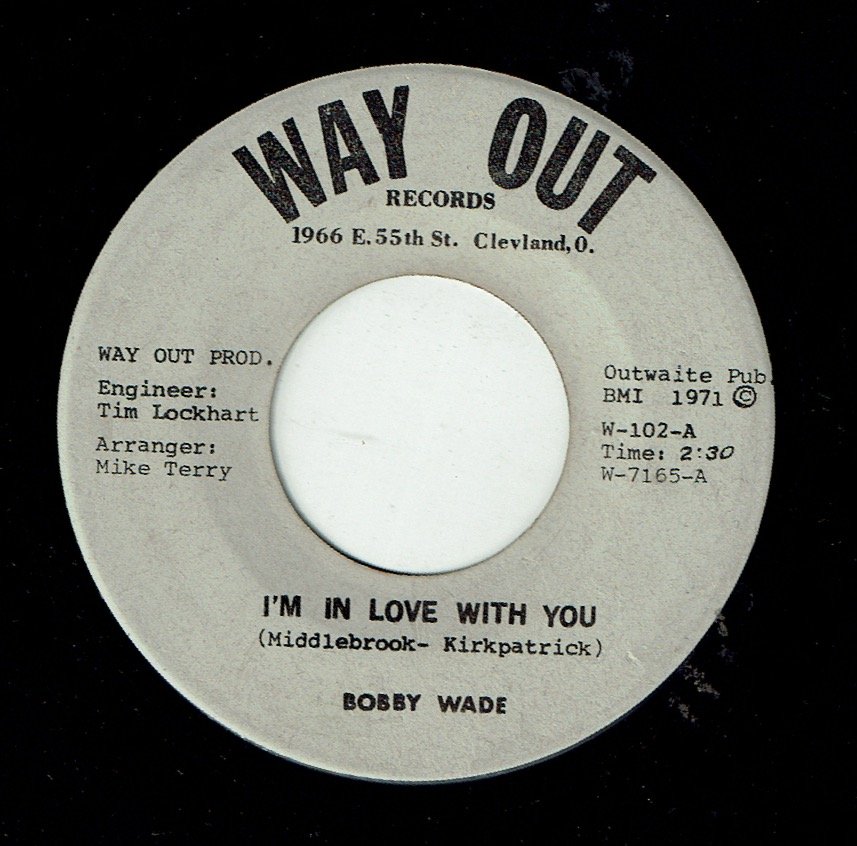 WAY OUT
RECORDS
1966 E. 55th St. Clevland, O.
WAY OUT PROD.
Engineer:
Tim Lockhart
Arranger:
Mike Terry
Outwaite Pub.
BMI 1971 ©
W-102-A
Time: 2:30
W-7165-A
I'M IN LOVE WITH YOU
(Middlebrook- Kirkpatrick)
BOBBY WADE